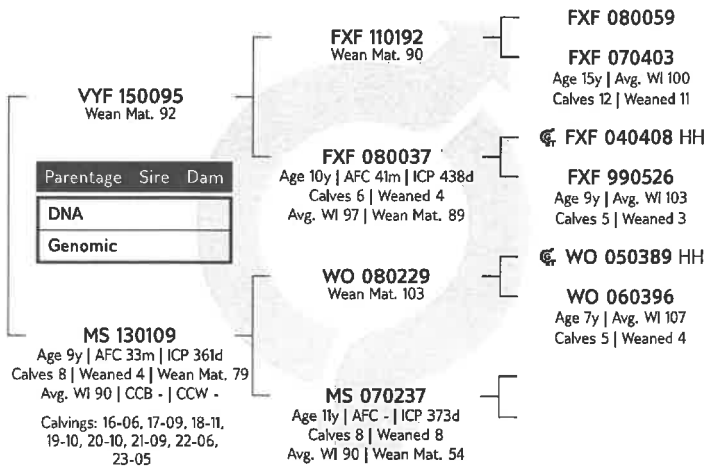 VYF 150095
Wean Mat. 92
Parentage Sire Dam
DNA
Genomic
MS 130109
Age 9y | AFC 33m | ICP 361d
Calves 8 | Weaned 4 | Wean Mat. 79
Avg. WI 90 | CCB - | CCW -
Calvings: 16-06, 17-09, 18-11,
19-10, 20-10, 21-09, 22-06,
23-05
FXF 110192
Wean Mat. 90
FXF 080037
Age 10y | AFC 41m | ICP 438d
Calves 6 | Weaned 4
Avg. WI 97 | Wean Mat. 89
WO 080229
Wean Mat. 103
MS 070237
Age 11y | AFC - | ICP 373d
Calves 8 | Weaned 8
Avg. WI 90 | Wean Mat. 54
FXF 080059
FXF 070403
Age 15y | Avg. WI 100
Calves 12 | Weaned 11
FXF 040408 HH
FXF 990526
Age 9y | Avg. WI 103
Calves 5 | Weaned 3
WO 050389 HH
WO 060396
Age 7y | Avg. WI 107
Calves 5 | Weaned 4